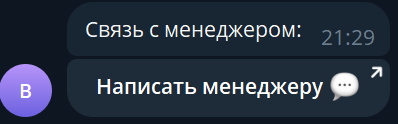 Связь с менеджером:
21:29
В
Написать менеджеру 💬